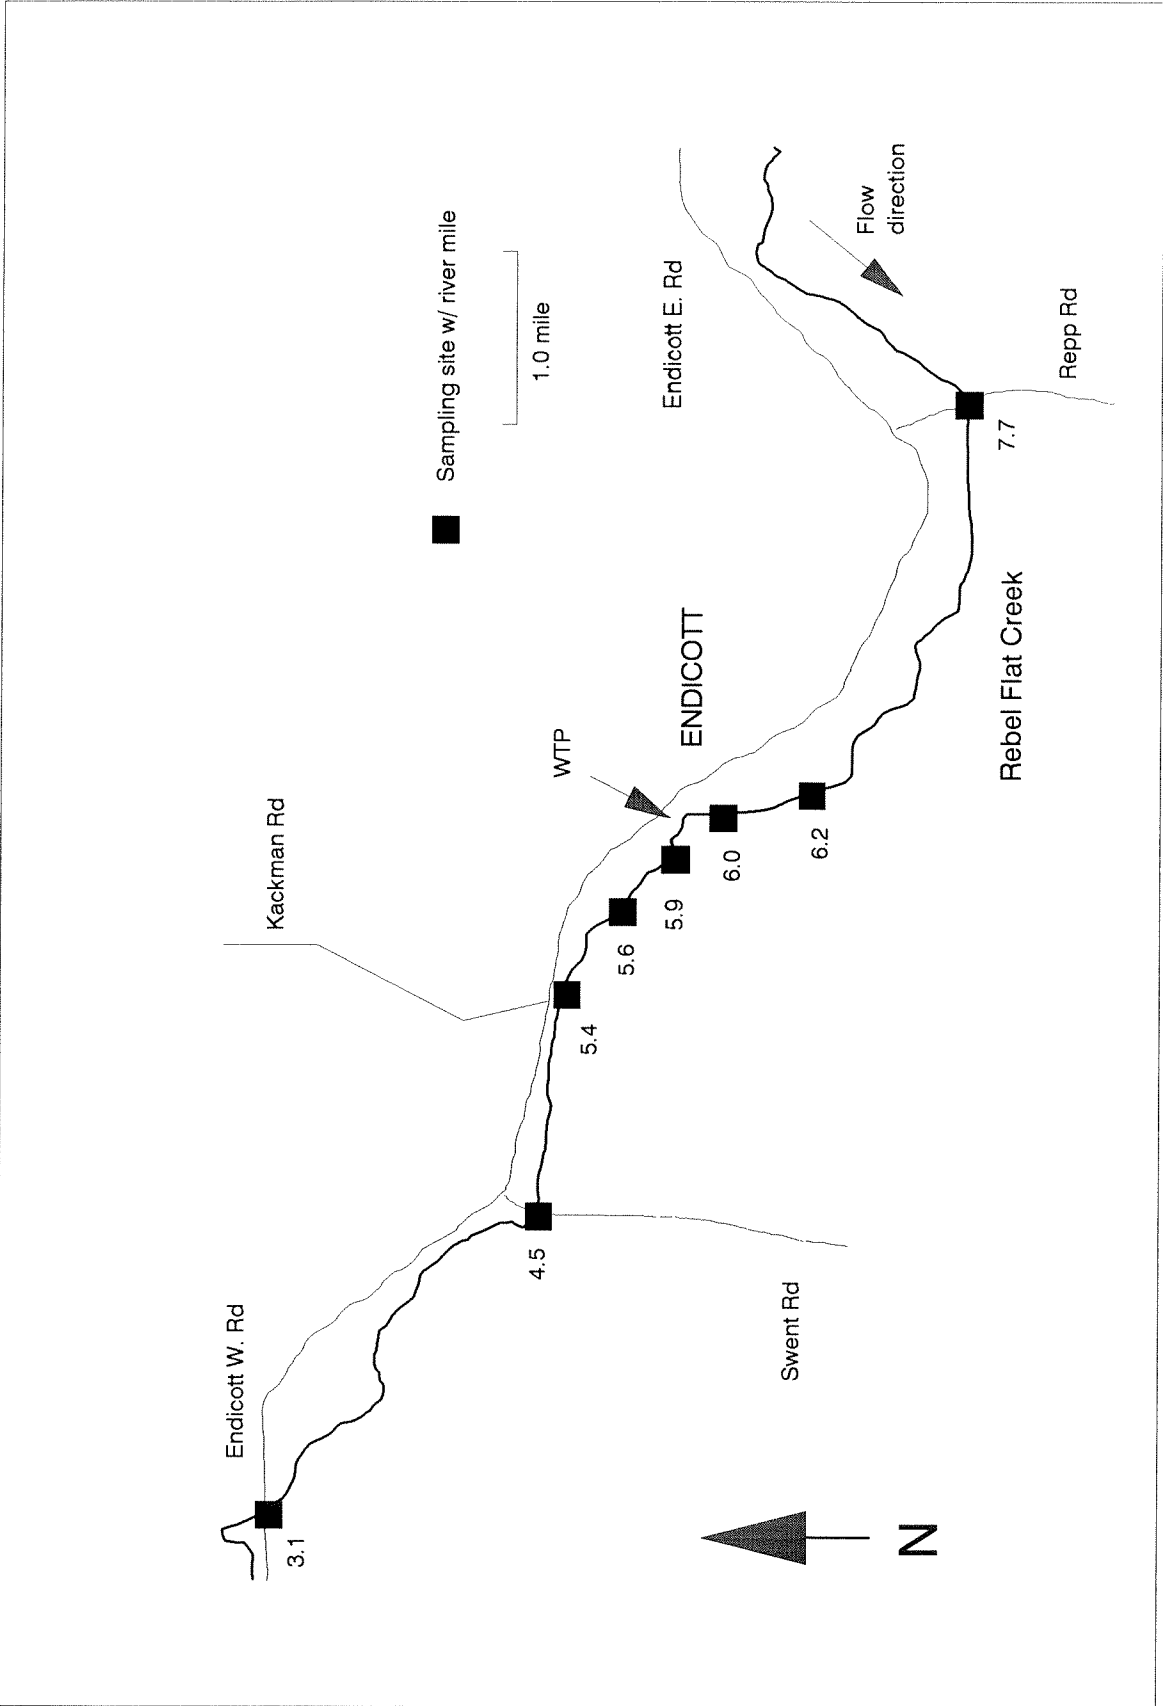 Sampling site w/ river mile
1.0 mile
Kackman Rd
Endicott W. Rd
Endicott E. Rd
WTP
ENDICOTT
Flow
direction
3.1
4.5
5.4
5.6
5.9
6.0
6.2
7.7
Swent Rd
Repp Rd
Rebel Flat Creek
N